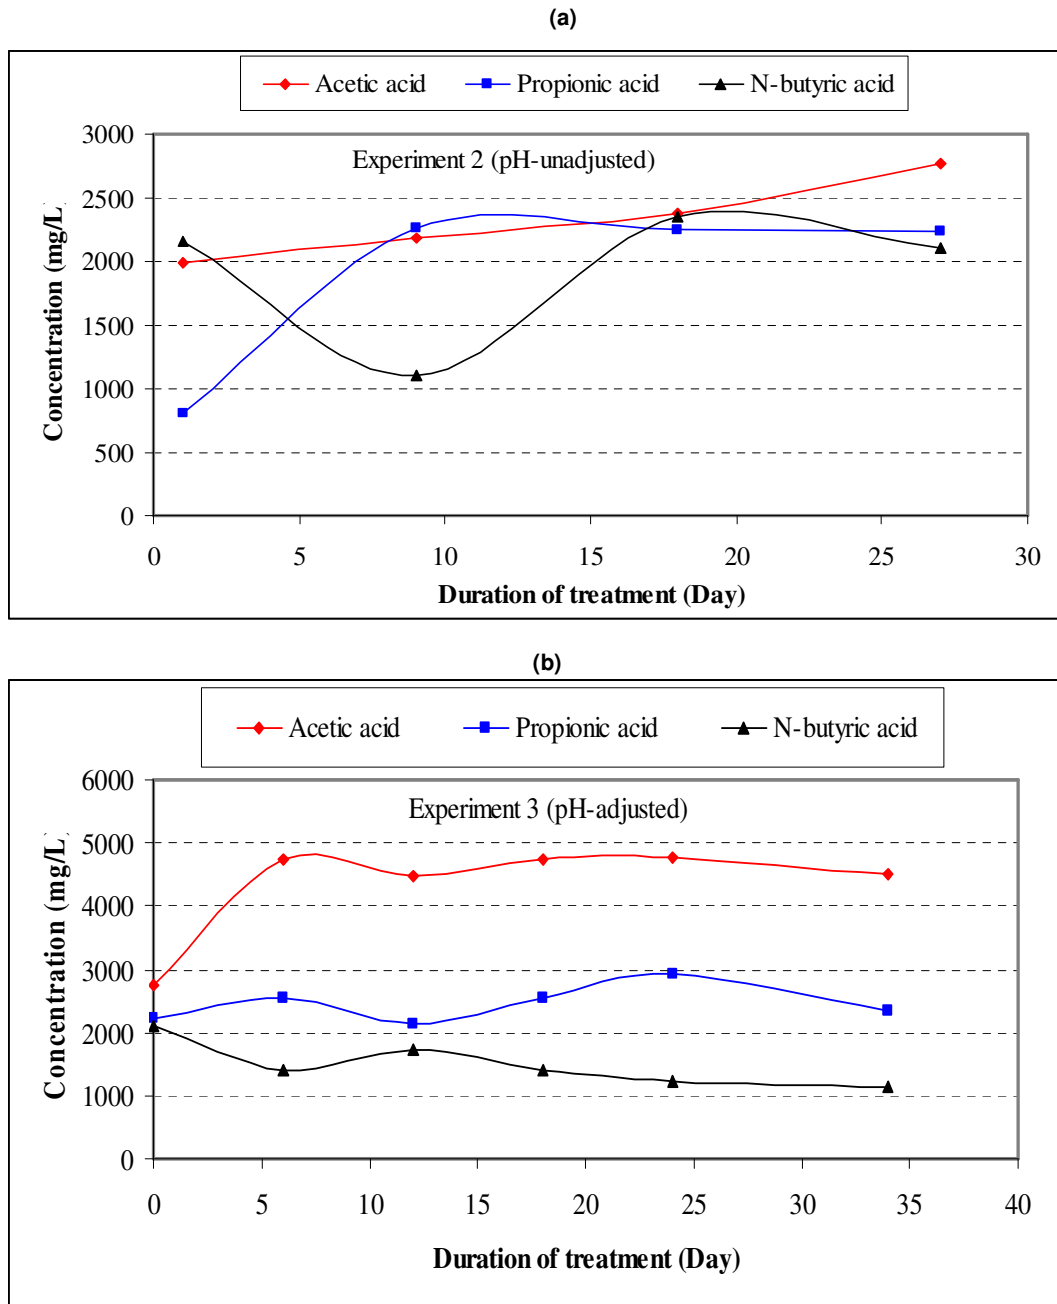 (a)
Acetic acid Propionic acid N-butyric acid
Experiment 2 (pH-unadjusted)
Concentration (mg/L)
3000
2500
2000
1500
1000
500
0
0 5 10 15 20 25 30
Duration of treatment (Day)
(b)
Acetic acid Propionic acid N-butyric acid
Experiment 3 (pH-adjusted)
Concentration (mg/L)
6000
5000
4000
3000
2000
1000
0
0 5 10 15 20 25 30 35 40
Duration of treatment (Day)